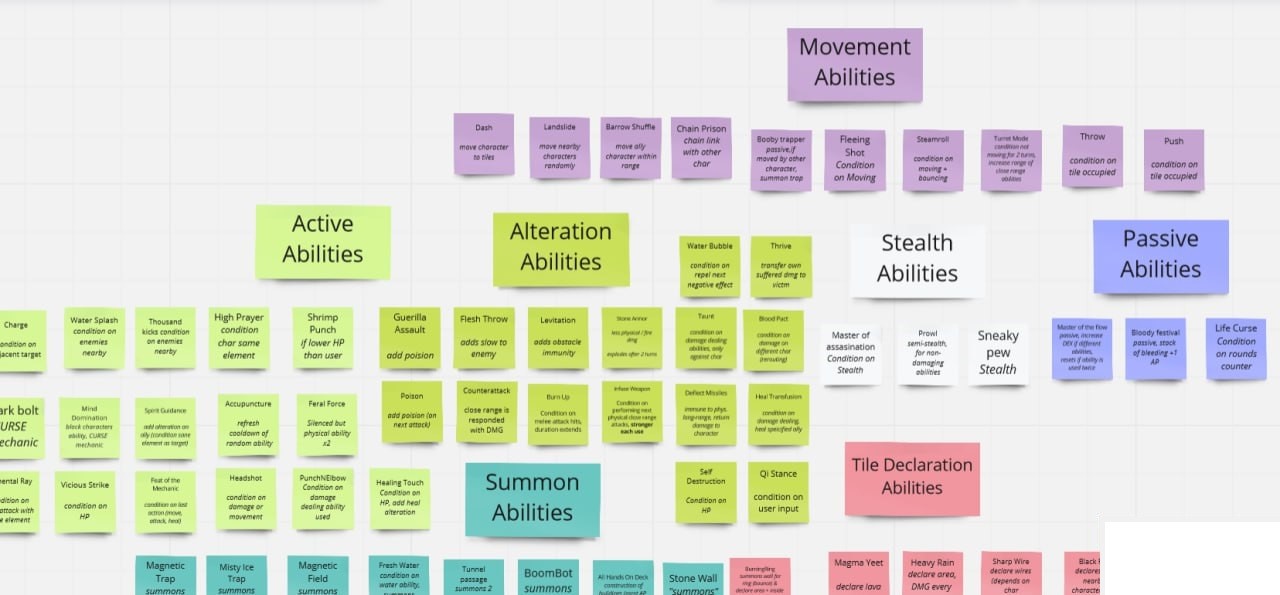 Movement
Abilities
Dash
move character
to tiles
Landslide
move nearby
characters
randomly
Barrow Shuffle
move ally
character within
range
Chain Prison
chain link
with other
char
Booby trapper
passive,if
moved by other
character,
summon trap
Fleeing
Shot
Condition
on Moving
Steamroll
condition on
moving +
bouncing
Turret Mode
condition not
moving for 2 turns,
increase range of
close range
abilities
Throw
condition on
tile occupied
Push
condition on
tile occupied
Active
Abilities
Charge
ondition on
jacent target
Water Splash
condition on
enemies
nearby
Thousand
kicks condition
on enemies
nearby
High Prayer
condition
char same
element
Shrimp
Punch
if lower HP
than user
ark bolt
URSE
echanic
Mind
Domination
block characters
ability, CURSE
mechanic
Spirit Guidance
add alteration on
ally (condition same
element as target)
Accupuncture
refresh
cooldown of
random ability
Feral Force
Silenced but
physical ability
x2
ental Ray
dition on
attack with
e element
Vicious Strike
condition on
HP
Feat of the
Mechanic
condition on last
action (move,
attack, heal)
Headshot
condition on
damage or
movement
PunchNElbow
Condition on
damage
dealing ability
used
Healing Touch
Condition on
HP, add heal
alteration
Alteration
Abilities
Water Bubble
condition on
repel next
negative effect
Thrive
transfer own
suffered dmg to
victm
Guerilla
Assault
add poision
Flesh Throw
adds slow to
enemy
Levitation
adds obstacle
immunity
Stone Armor
less physical / fire
dmg
explodes after 2 turns
Taunt
condition on
damage dealing
abilities, only
against char
Blood Pact
condition on
damage on
different char
(rerouting)
Poison
add poision (on
next attack)
Counterattack
close range is
responded
with DMG
Burn Up
Condition on
melee attack hits,
duration extends
Infuse Weapon
Condition on
performing next
physical close range
attacks, stronger
each use
Deflect Missiles
immune to phys.
long-range, return
damage to
character
Heal Transfusion
condition on
damage dealing,
heal specified ally
Self
Destruction
Condition on
HP
Qi Stance
condition on
user input
Stealth
Abilities
Master of
assasination
Condition on
Stealth
Prowl
semi-stealth,
for non-
damaging
abilities
Sneaky
pew
Stealth
Passive
Abilities
Master of the flow
passive, increase
DEX if different
abilities,
resets if ability is
used twice
Bloody festival
passive, stack
of bleeding +1
AP
Life Curse
Condition
on rounds
counter
Summon
Abilities
Magnetic
Trap
summons
Misty Ice
Trap
summons
Magnetic
Field
summons
Fresh Water
condition on
water ability,
Tunnel
passage
summons 2
BoomBot
summons
All Hands On Deck
construction of
Stone Wall
"summons"
Tile Declaration
Abilities
BurningRing
summons wall for
ring (bounds &
declare area + inside
Magma Yeet
declare lava
Heavy Rain
declare area,
DMG every
Sharp Wire
declare wires
(depends on
char
Black
declares
near
characte